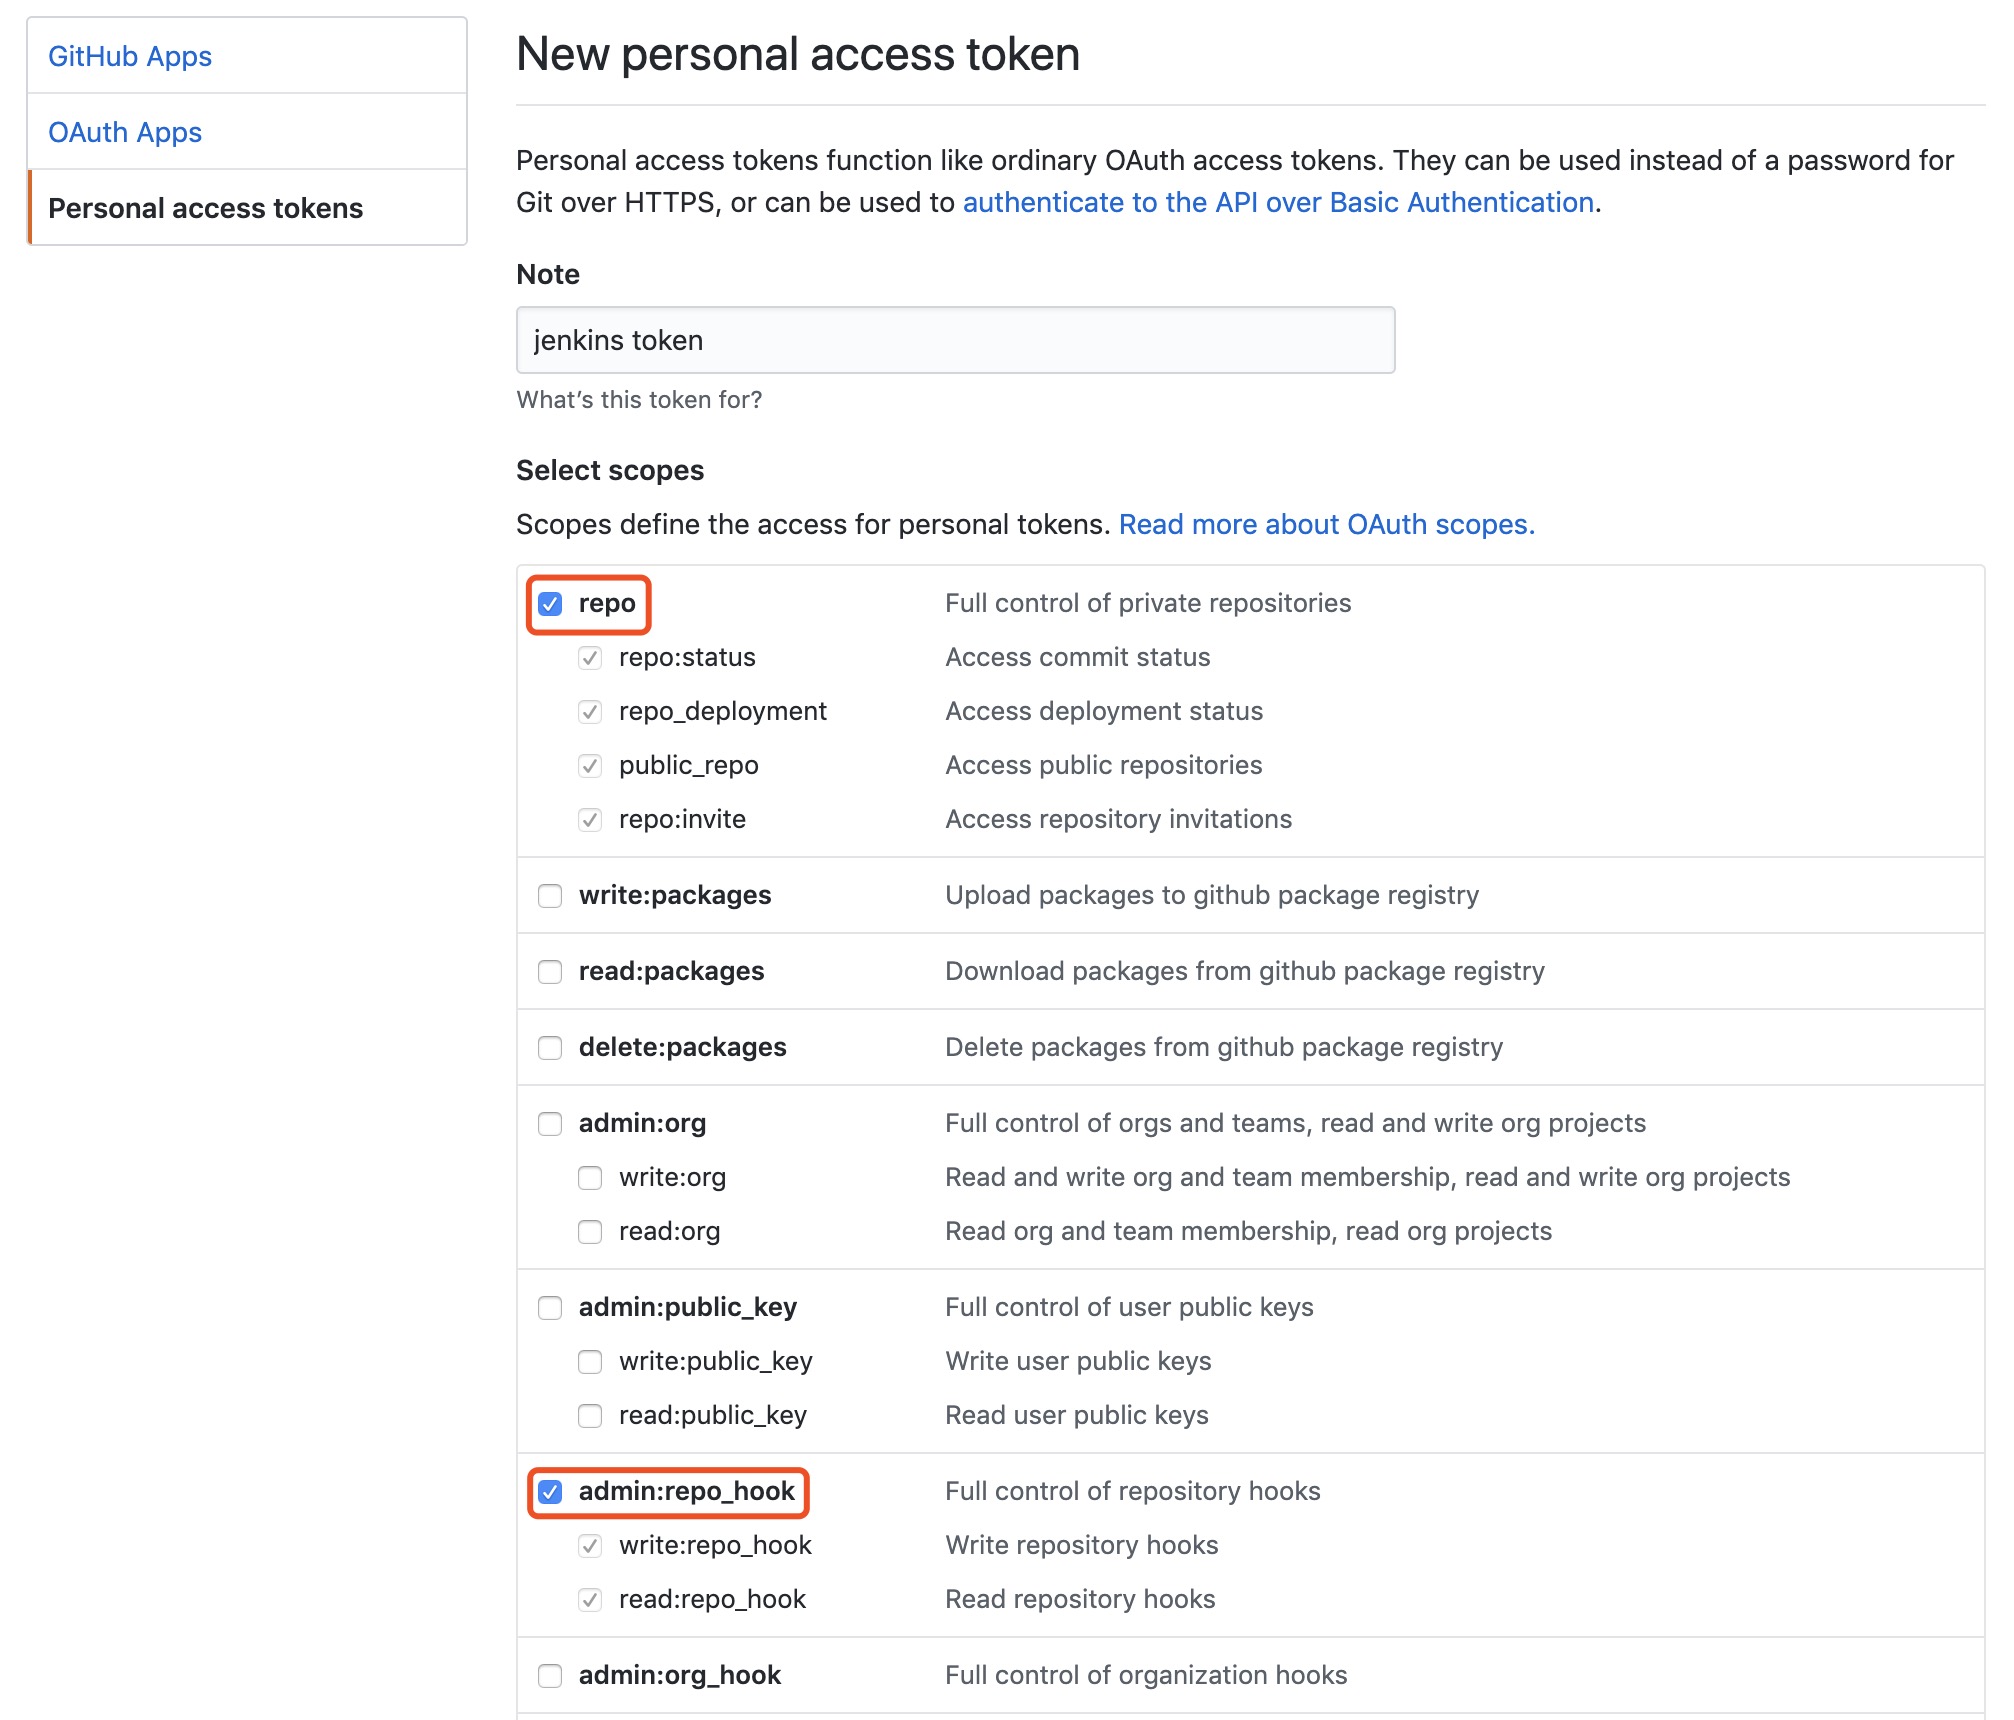 GitHub Apps
OAuth Apps
Personal access tokens
New personal access token
Personal access tokens function like ordinary OAuth access tokens. They can be used instead of a password for
Git over HTTPS, or can be used to authenticate to the API over Basic Authentication.
Note
jenkins token
What’s this token for?
Select scopes
Scopes define the access for personal tokens. Read more about OAuth scopes.
repo Full control of private repositories
repo:status Access commit status
repo_deployment Access deployment status
public_repo Access public repositories
repo:invite Access repository invitations
write:packages Upload packages to github package registry
read:packages Download packages from github package registry
delete:packages Delete packages from github package registry
admin:org Full control of orgs and teams, read and write org projects
write:org Read and write org and team membership, read and write org projects
read:org Read org and team membership, read org projects
admin:public_key Full control of user public keys
write:public_key Write user public keys
read:public_key Read user public keys
admin:repo_hook Full control of repository hooks
write:repo_hook Write repository hooks
read:repo_hook Read repository hooks
admin:org_hook Full control of organization hooks